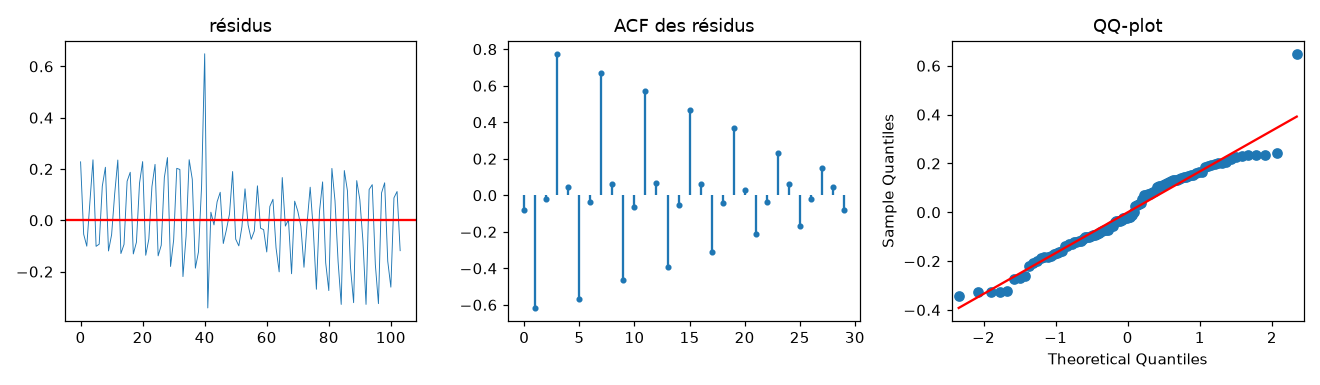 résidus
0.6
0.4
0.2
0.0
−0.2
0 20 40 60 80 100
ACF des résidus
0.8
0.6
0.4
0.2
0.0
−0.2
−0.4
−0.6
0 5 10 15 20 25 30
QQ-plot
Sample Quantiles
0.6
0.4
0.2
0.0
−0.2
−0.4
−2 −1 0 1 2
Theoretical Quantiles